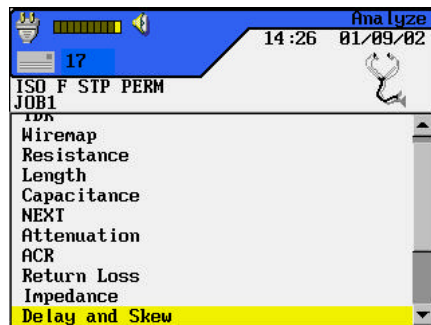 Analyze
14:26 01/09/02
17
ISO F STP PERM
JOB1
TDR
Wiremap
Resistance
Length
Capacitance
NEXT
Attenuation
ACR
Return Loss
Impedance
Delay and Skew